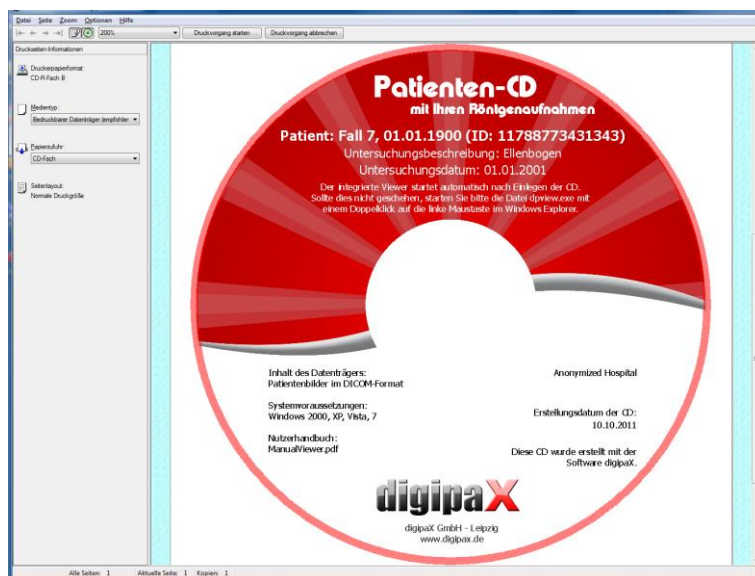 Datei Seite Zoom Optionen Hilfe
200%
Druckvorgang starten
Druckvorgang abbrechen
Druckseiten-Informationen
Druckerpapierformat:
CD-R-Fach B
Medientyp:
Bedruckbarer Datenträger (empfohlen
Papierzufuhr:
CD-Fach
Seitenlayout:
Normale Druckgröße
Patienten-CD
mit Ihren Röntgenaufnahmen
Patient: Fall 7, 01.01.1900 (ID: 11788773431343)
Untersuchungsbeschreibung: Ellenbogen
Untersuchungsdatum: 01.01.2001
Der integrierte Viewer startet automatisch nach Einlegen der CD.
Sollte dies nicht geschehen, starten Sie bitte die Datei dpview.exe mit
einem Doppelklick auf die linke Maustaste im Windows Explorer.
Inhalt des Datenträgers:
Patientenbilder im DICOM-Format
Systemvoraussetzungen:
Windows 2000, XP, Vista, 7
Nutzerhandbuch:
ManualViewer.pdf
Anonymized Hospital
Erstellungsdatum der CD:
10.10.2011
Diese CD wurde erstellt mit der
Software digipaX.
digipaX
digipaX GmbH - Leipzig
www.digipax.de
Alle Seiten: 1 Aktuelle Seite: 1 Kopien: 1